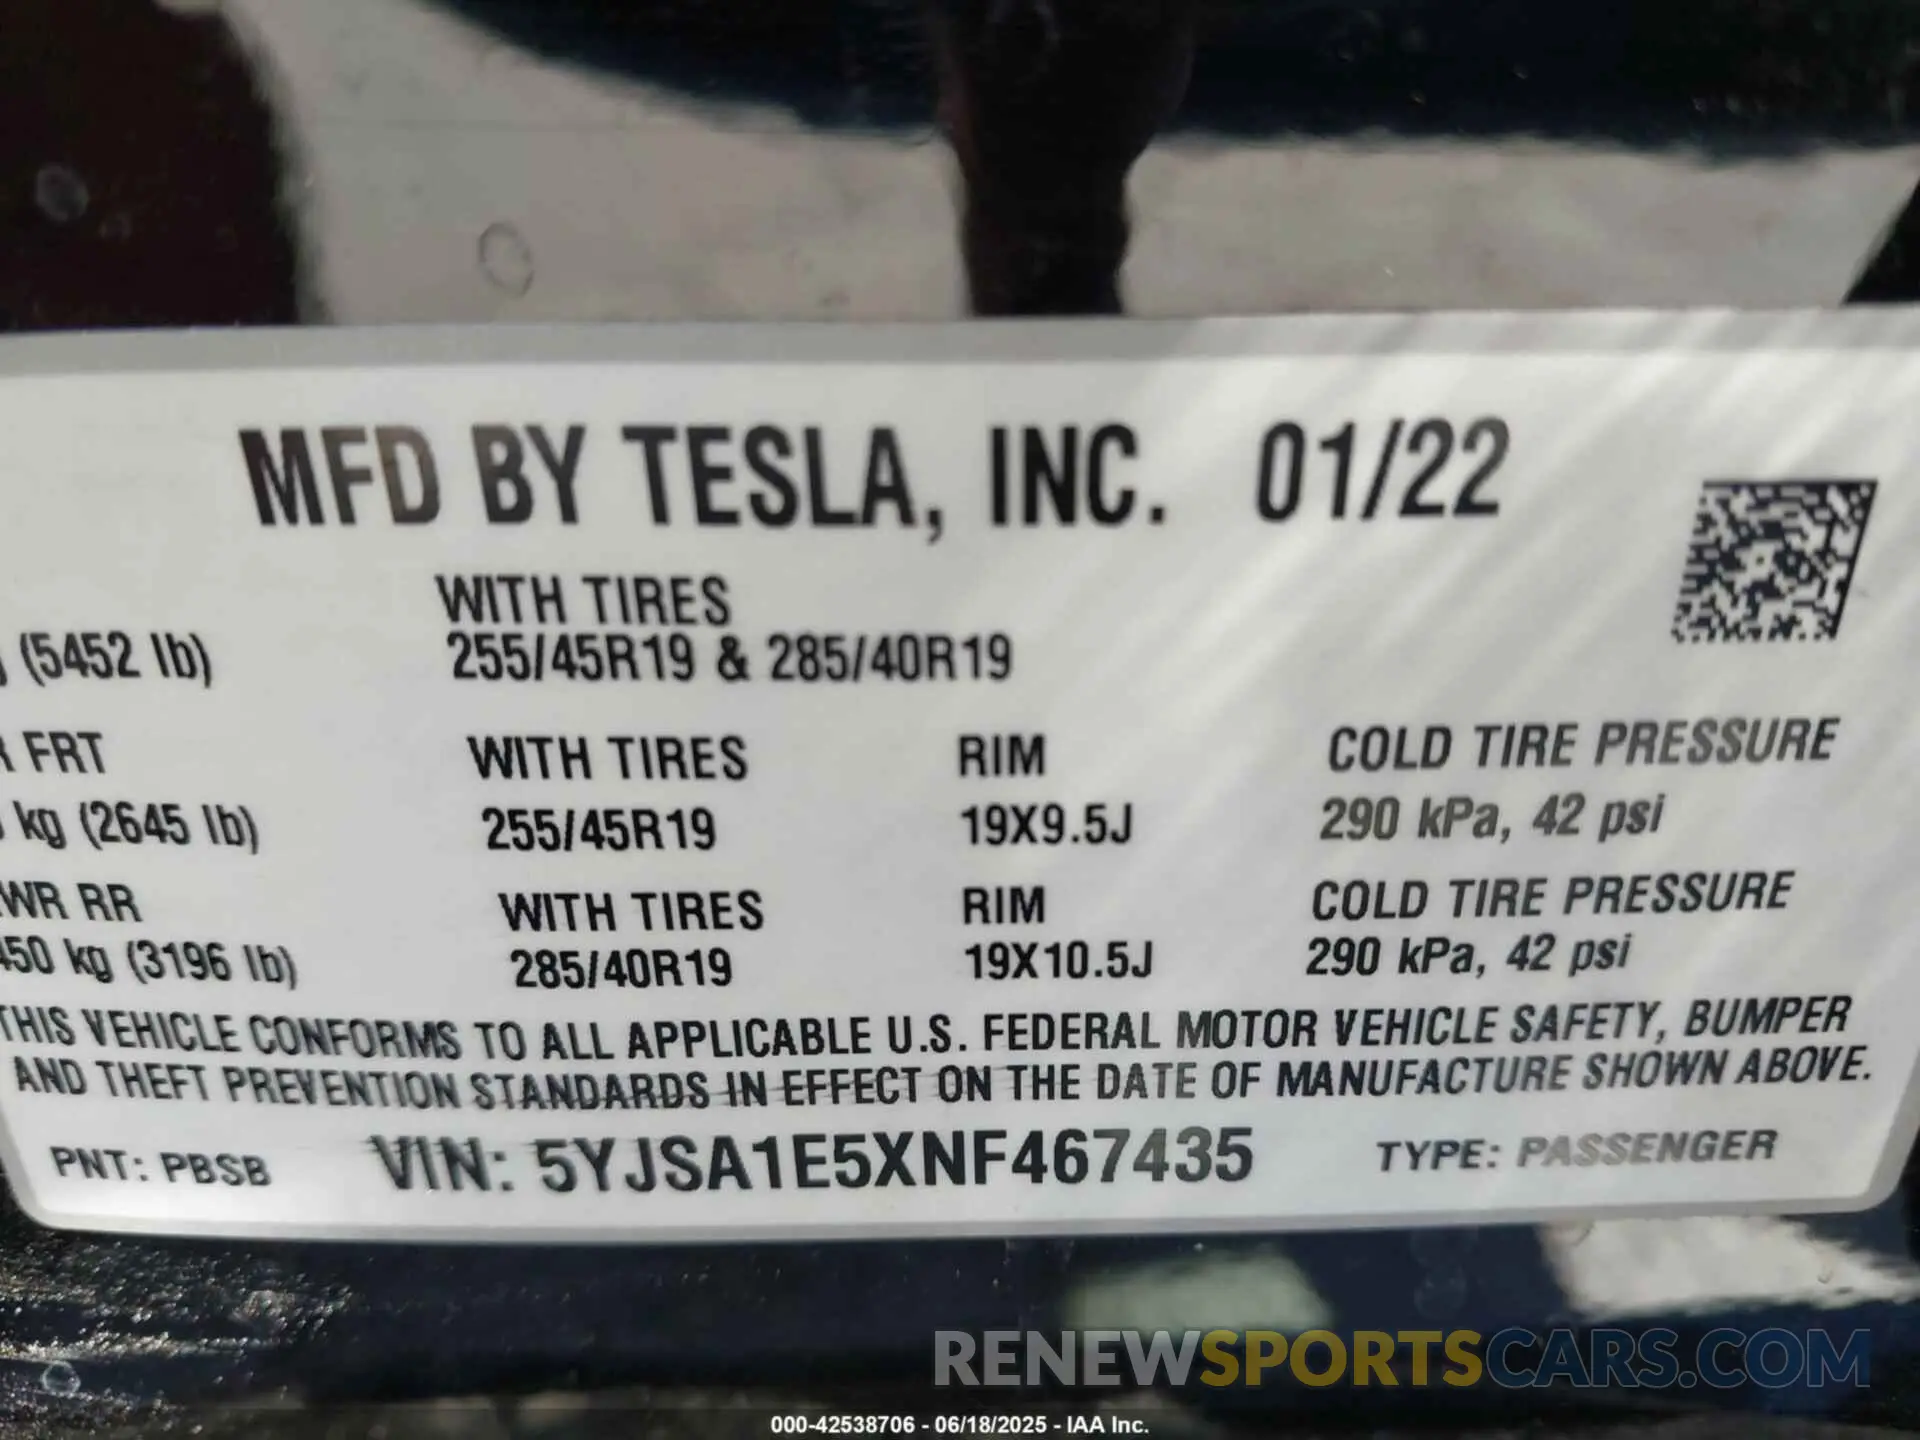 MFD BY TESLA, INC. 01/22
WITH TIRES
(5452 lb) 255/45R19 & 285/40R19
FRT WITH TIRES RIM COLD TIRE PRESSURE
kg (2645 lb) 255/45R19 19X9.5J 290 kPa, 42 psi
WR RR WITH TIRES RIM COLD TIRE PRESSURE
450 kg (3196 lb) 285/40R19 19X10.5J 290 kPa, 42 psi
THIS VEHICLE CONFORMS TO ALL APPLICABLE U.S. FEDERAL MOTOR VEHICLE SAFETY, BUMPER
AND THEFT PREVENTION STANDARDS IN EFFECT ON THE DATE OF MANUFACTURE SHOWN ABOVE.
PNT: PBSB VIN: 5YJSA1E5XNF467435 TYPE: PASSENGER
RENEWSPORTSCARS.COM
000-42538706 - 06/18/2025 - IAA Inc.